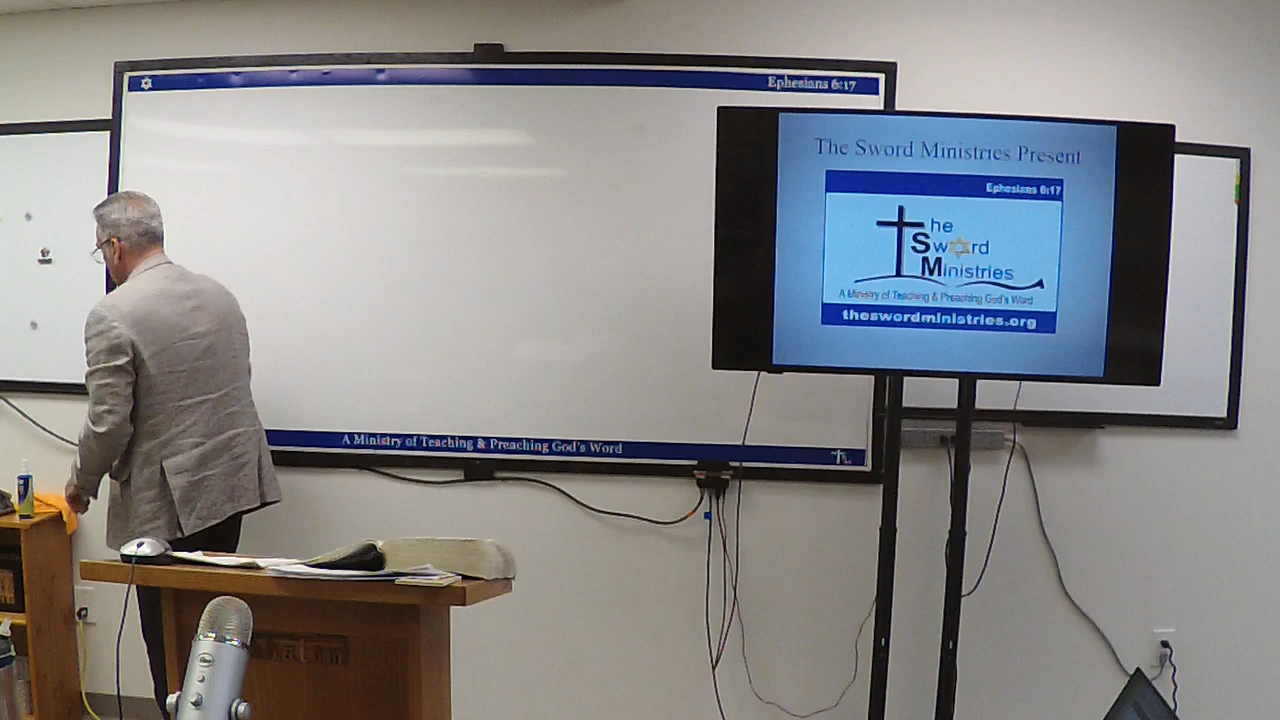 Ephesians 6:17
The Sword Ministries Present
Ephesians 6:17
he
Sword
Ministries
A Ministry of Teaching & Preaching God's Word
theswordministries.org
A Ministry of Teaching & Preaching God's Word